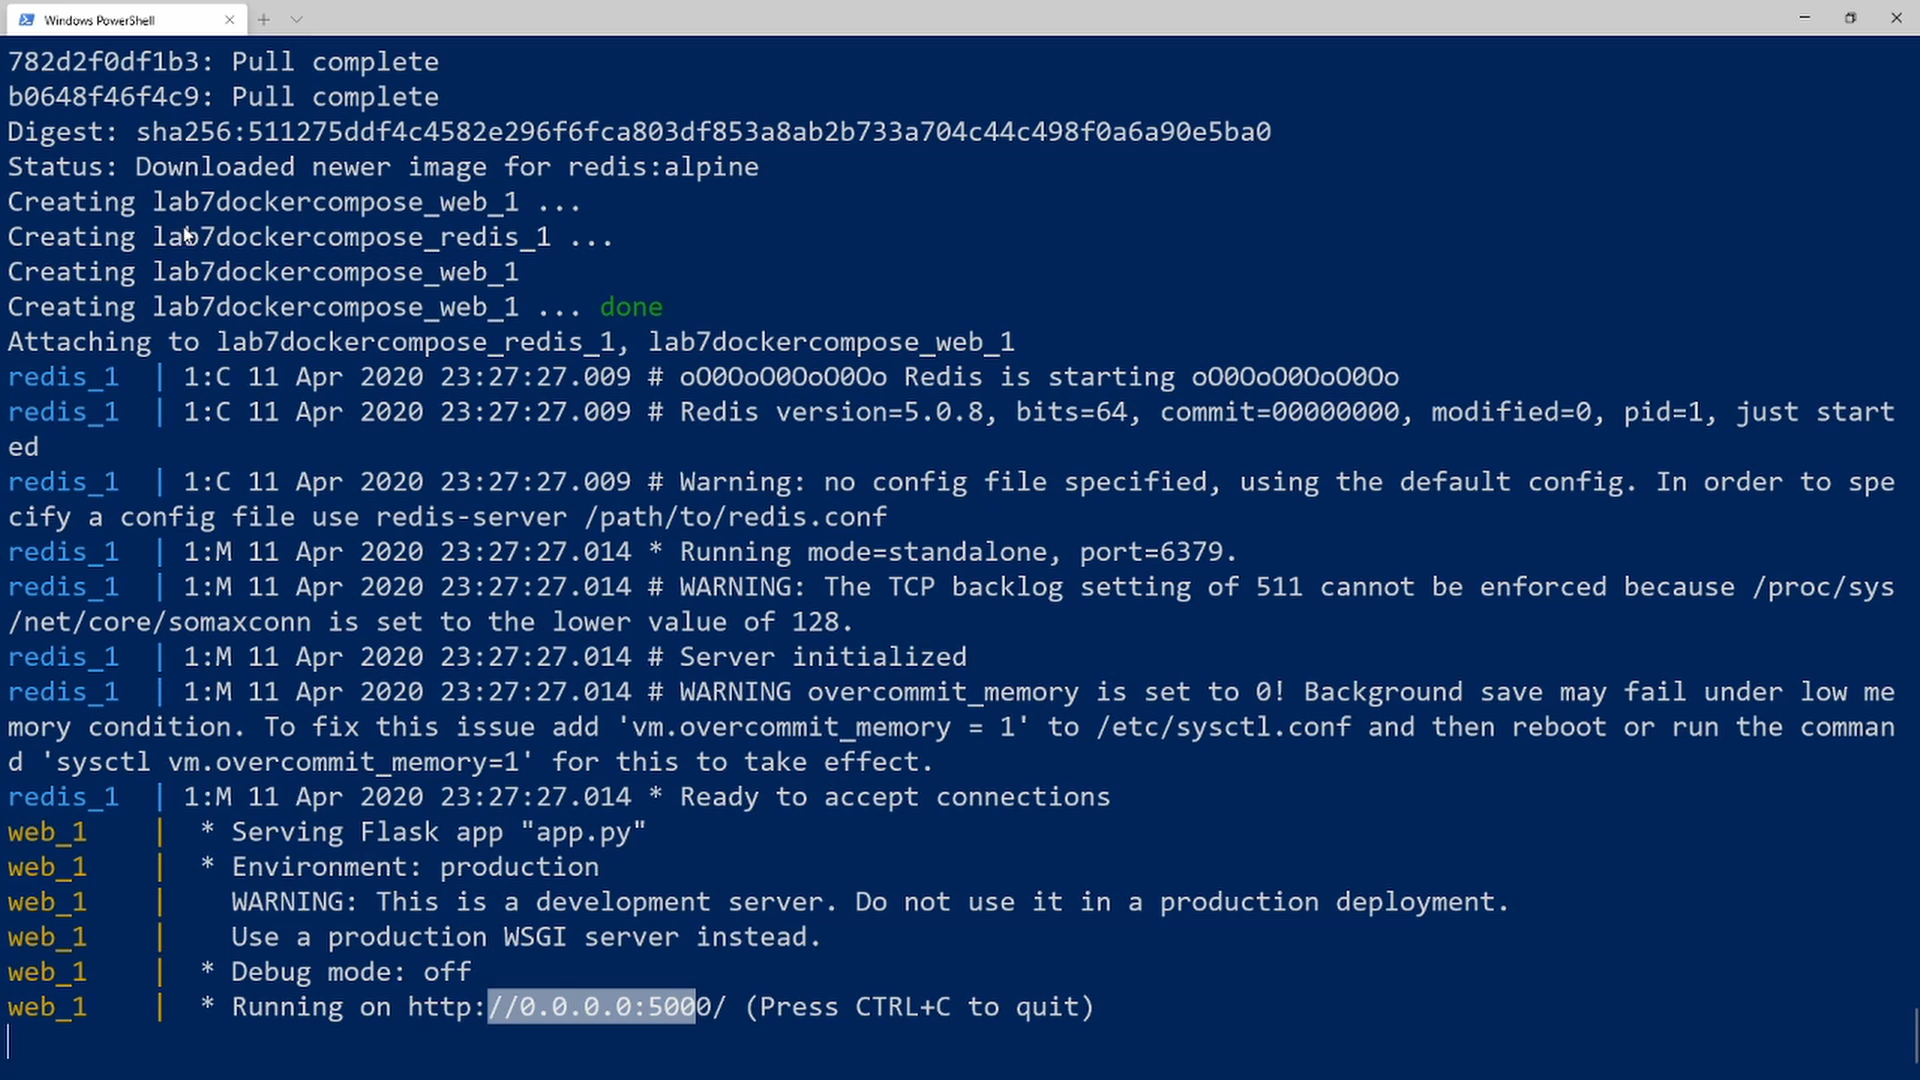 Windows PowerShell
782d2f0df1b3: Pull complete
b0648f46f4c9: Pull complete
Digest: sha256:511275ddf4c4582e296f6fca803df853a8ab2b733a704c44c498f0a6a90e5ba0
Status: Downloaded newer image for redis:alpine
Creating lab7dockercompose_web_1 ...
Creating lab7dockercompose_redis_1 ...
Creating lab7dockercompose_web_1
Creating lab7dockercompose_web_1 ... done
Attaching to lab7dockercompose_redis_1, lab7dockercompose_web_1
redis_1  | 1:C 11 Apr 2020 23:27:27.009 # oO0OoO0OoO0Oo Redis is starting oO0OoO0OoO0Oo
redis_1  | 1:C 11 Apr 2020 23:27:27.009 # Redis version=5.0.8, bits=64, commit=00000000, modified=0, pid=1, just start
ed
redis_1  | 1:C 11 Apr 2020 23:27:27.009 # Warning: no config file specified, using the default config. In order to spe
cify a config file use redis-server /path/to/redis.conf
redis_1  | 1:M 11 Apr 2020 23:27:27.014 * Running mode=standalone, port=6379.
redis_1  | 1:M 11 Apr 2020 23:27:27.014 # WARNING: The TCP backlog setting of 511 cannot be enforced because /proc/sys
/net/core/somaxconn is set to the lower value of 128.
redis_1  | 1:M 11 Apr 2020 23:27:27.014 # Server initialized
redis_1  | 1:M 11 Apr 2020 23:27:27.014 # WARNING overcommit_memory is set to 0! Background save may fail under low me
mory condition. To fix this issue add 'vm.overcommit_memory = 1' to /etc/sysctl.conf and then reboot or run the comman
d 'sysctl vm.overcommit_memory=1' for this to take effect.
redis_1  | 1:M 11 Apr 2020 23:27:27.014 * Ready to accept connections
web_1    |  * Serving Flask app "app.py"
web_1    |  * Environment: production
web_1    |    WARNING: This is a development server. Do not use it in a production deployment.
web_1    |    Use a production WSGI server instead.
web_1    |  * Debug mode: off
web_1    |  * Running on http://0.0.0.0:5000/ (Press CTRL+C to quit)